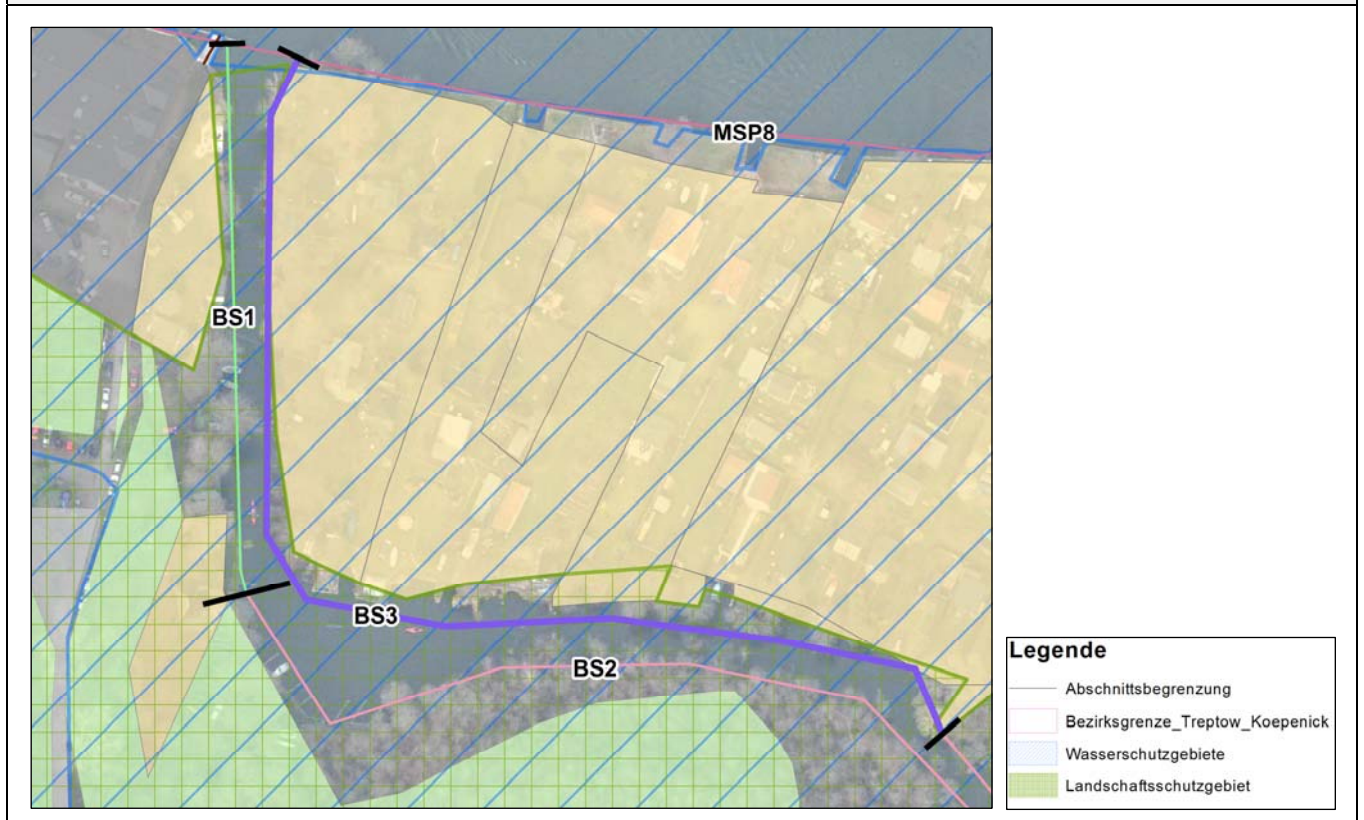 MSP8
BS1
BS3
BS2
Legende
Abschnittsbegrenzung
Bezirksgrenze_Treptow_Koepenick
Wasserschutzgebiete
Landschaftsschutzgebiet